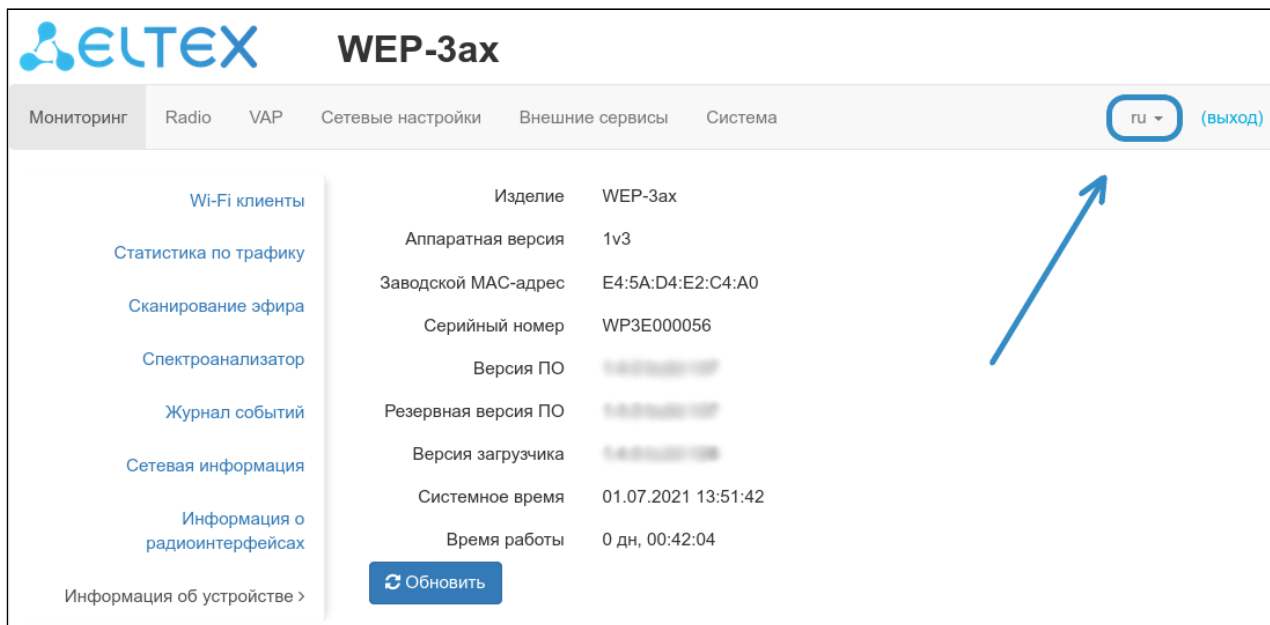 ELTEX WEP-3ax
Мониторинг Radio VAP Сетевые настройки Внешние сервисы Система ru (выход)
Wi-Fi клиенты
Статистика по трафику
Сканирование эфира
Спектроанализатор
Журнал событий
Сетевая информация
Информация о
радиоинтерфейсах
Информация об устройстве >
Изделие WEP-3ax
Аппаратная версия 1v3
Заводской MAC-адрес E4:5A:D4:E2:C4:A0
Серийный номер WP3E000056
Версия ПО
Резервная версия ПО
Версия загрузчика
Системное время 01.07.2021 13:51:42
Время работы 0 дн, 00:42:04
Обновить